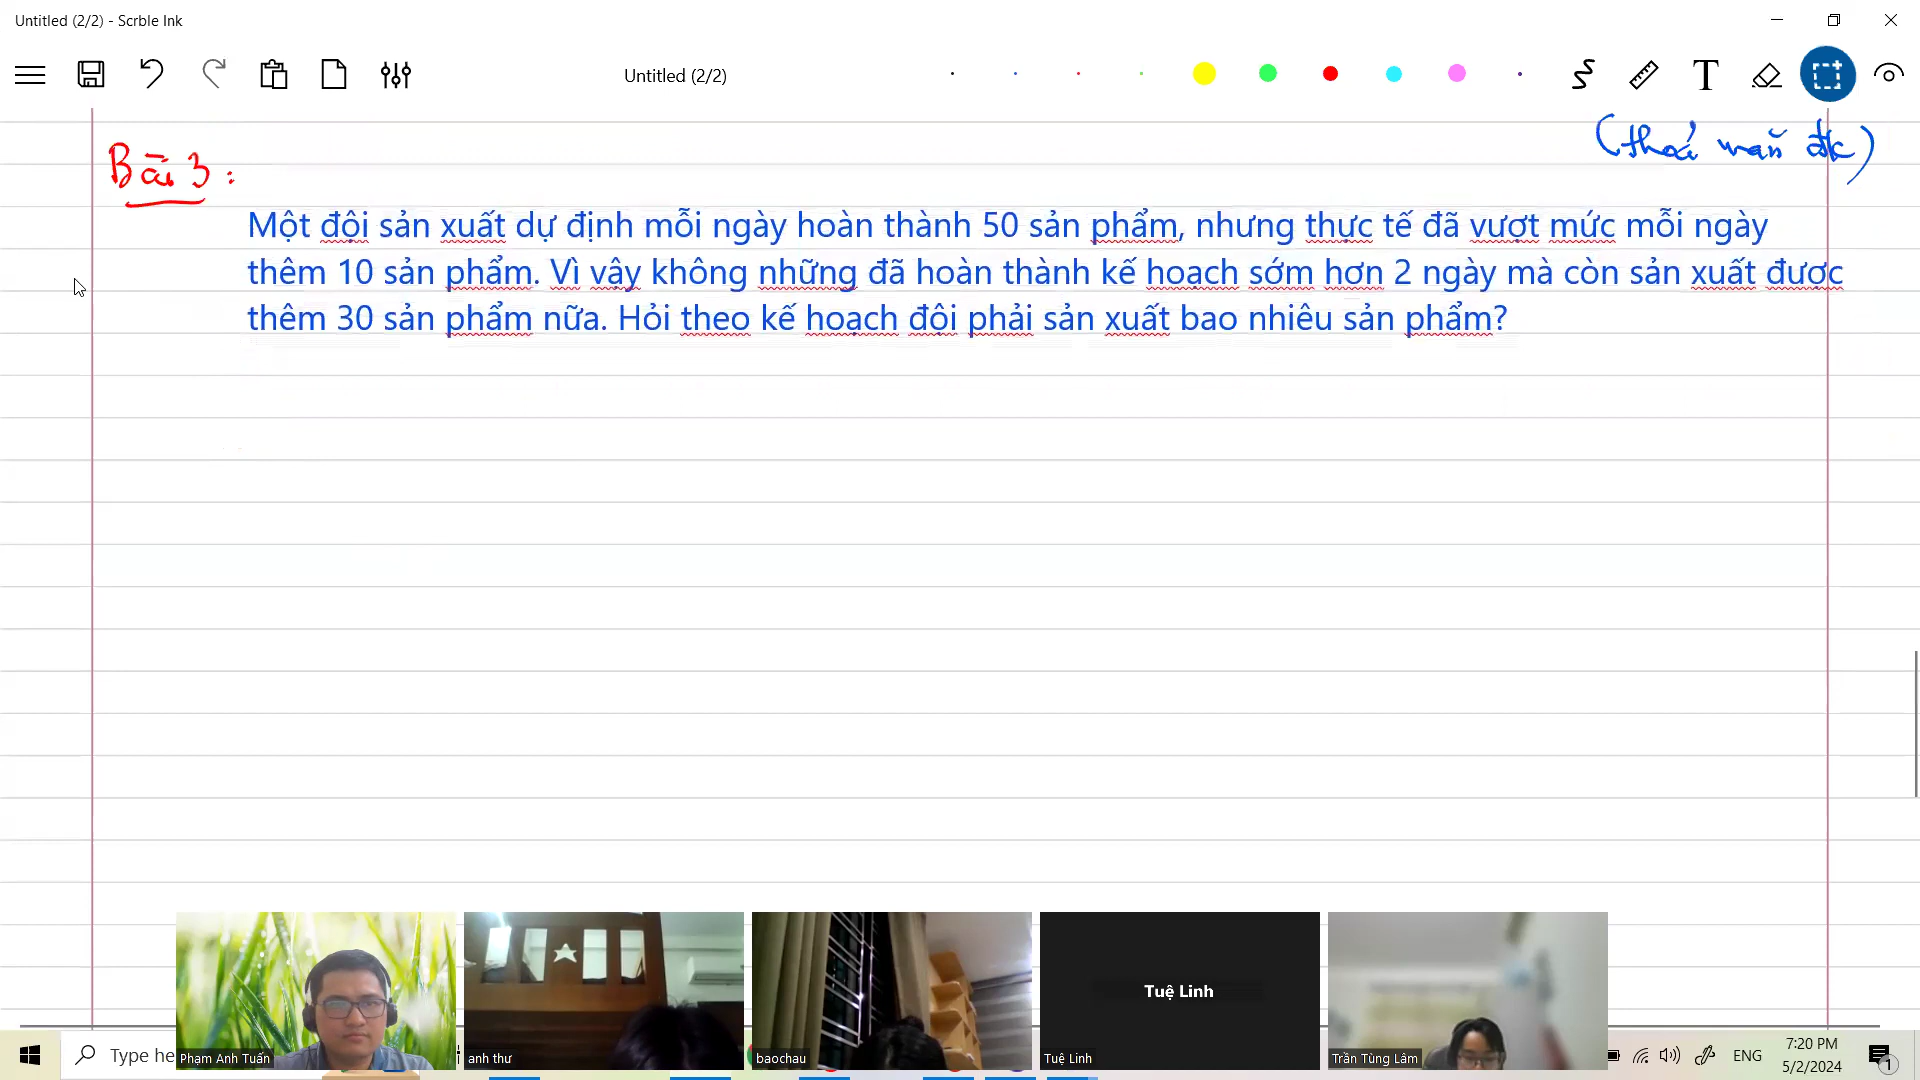 Untitled (2/2) - Scrble Ink
Untitled (2/2)
T
(thoả mãn đk)
Bài 3:
Một đội sản xuất dự định mỗi ngày hoàn thành 50 sản phẩm, nhưng thực tế đã vượt mức mỗi ngày
thêm 10 sản phẩm. Vì vậy không những đã hoàn thành kế hoạch sớm hơn 2 ngày mà còn sản xuất được
thêm 30 sản phẩm nữa. Hỏi theo kế hoạch đội phải sản xuất bao nhiêu sản phẩm?
Tuệ Linh
Phạm Anh Tuấn
anh thư
baochau
Tuệ Linh
Trần Tùng Lâm
Type he
ENG
7:20 PM
5/2/2024
1